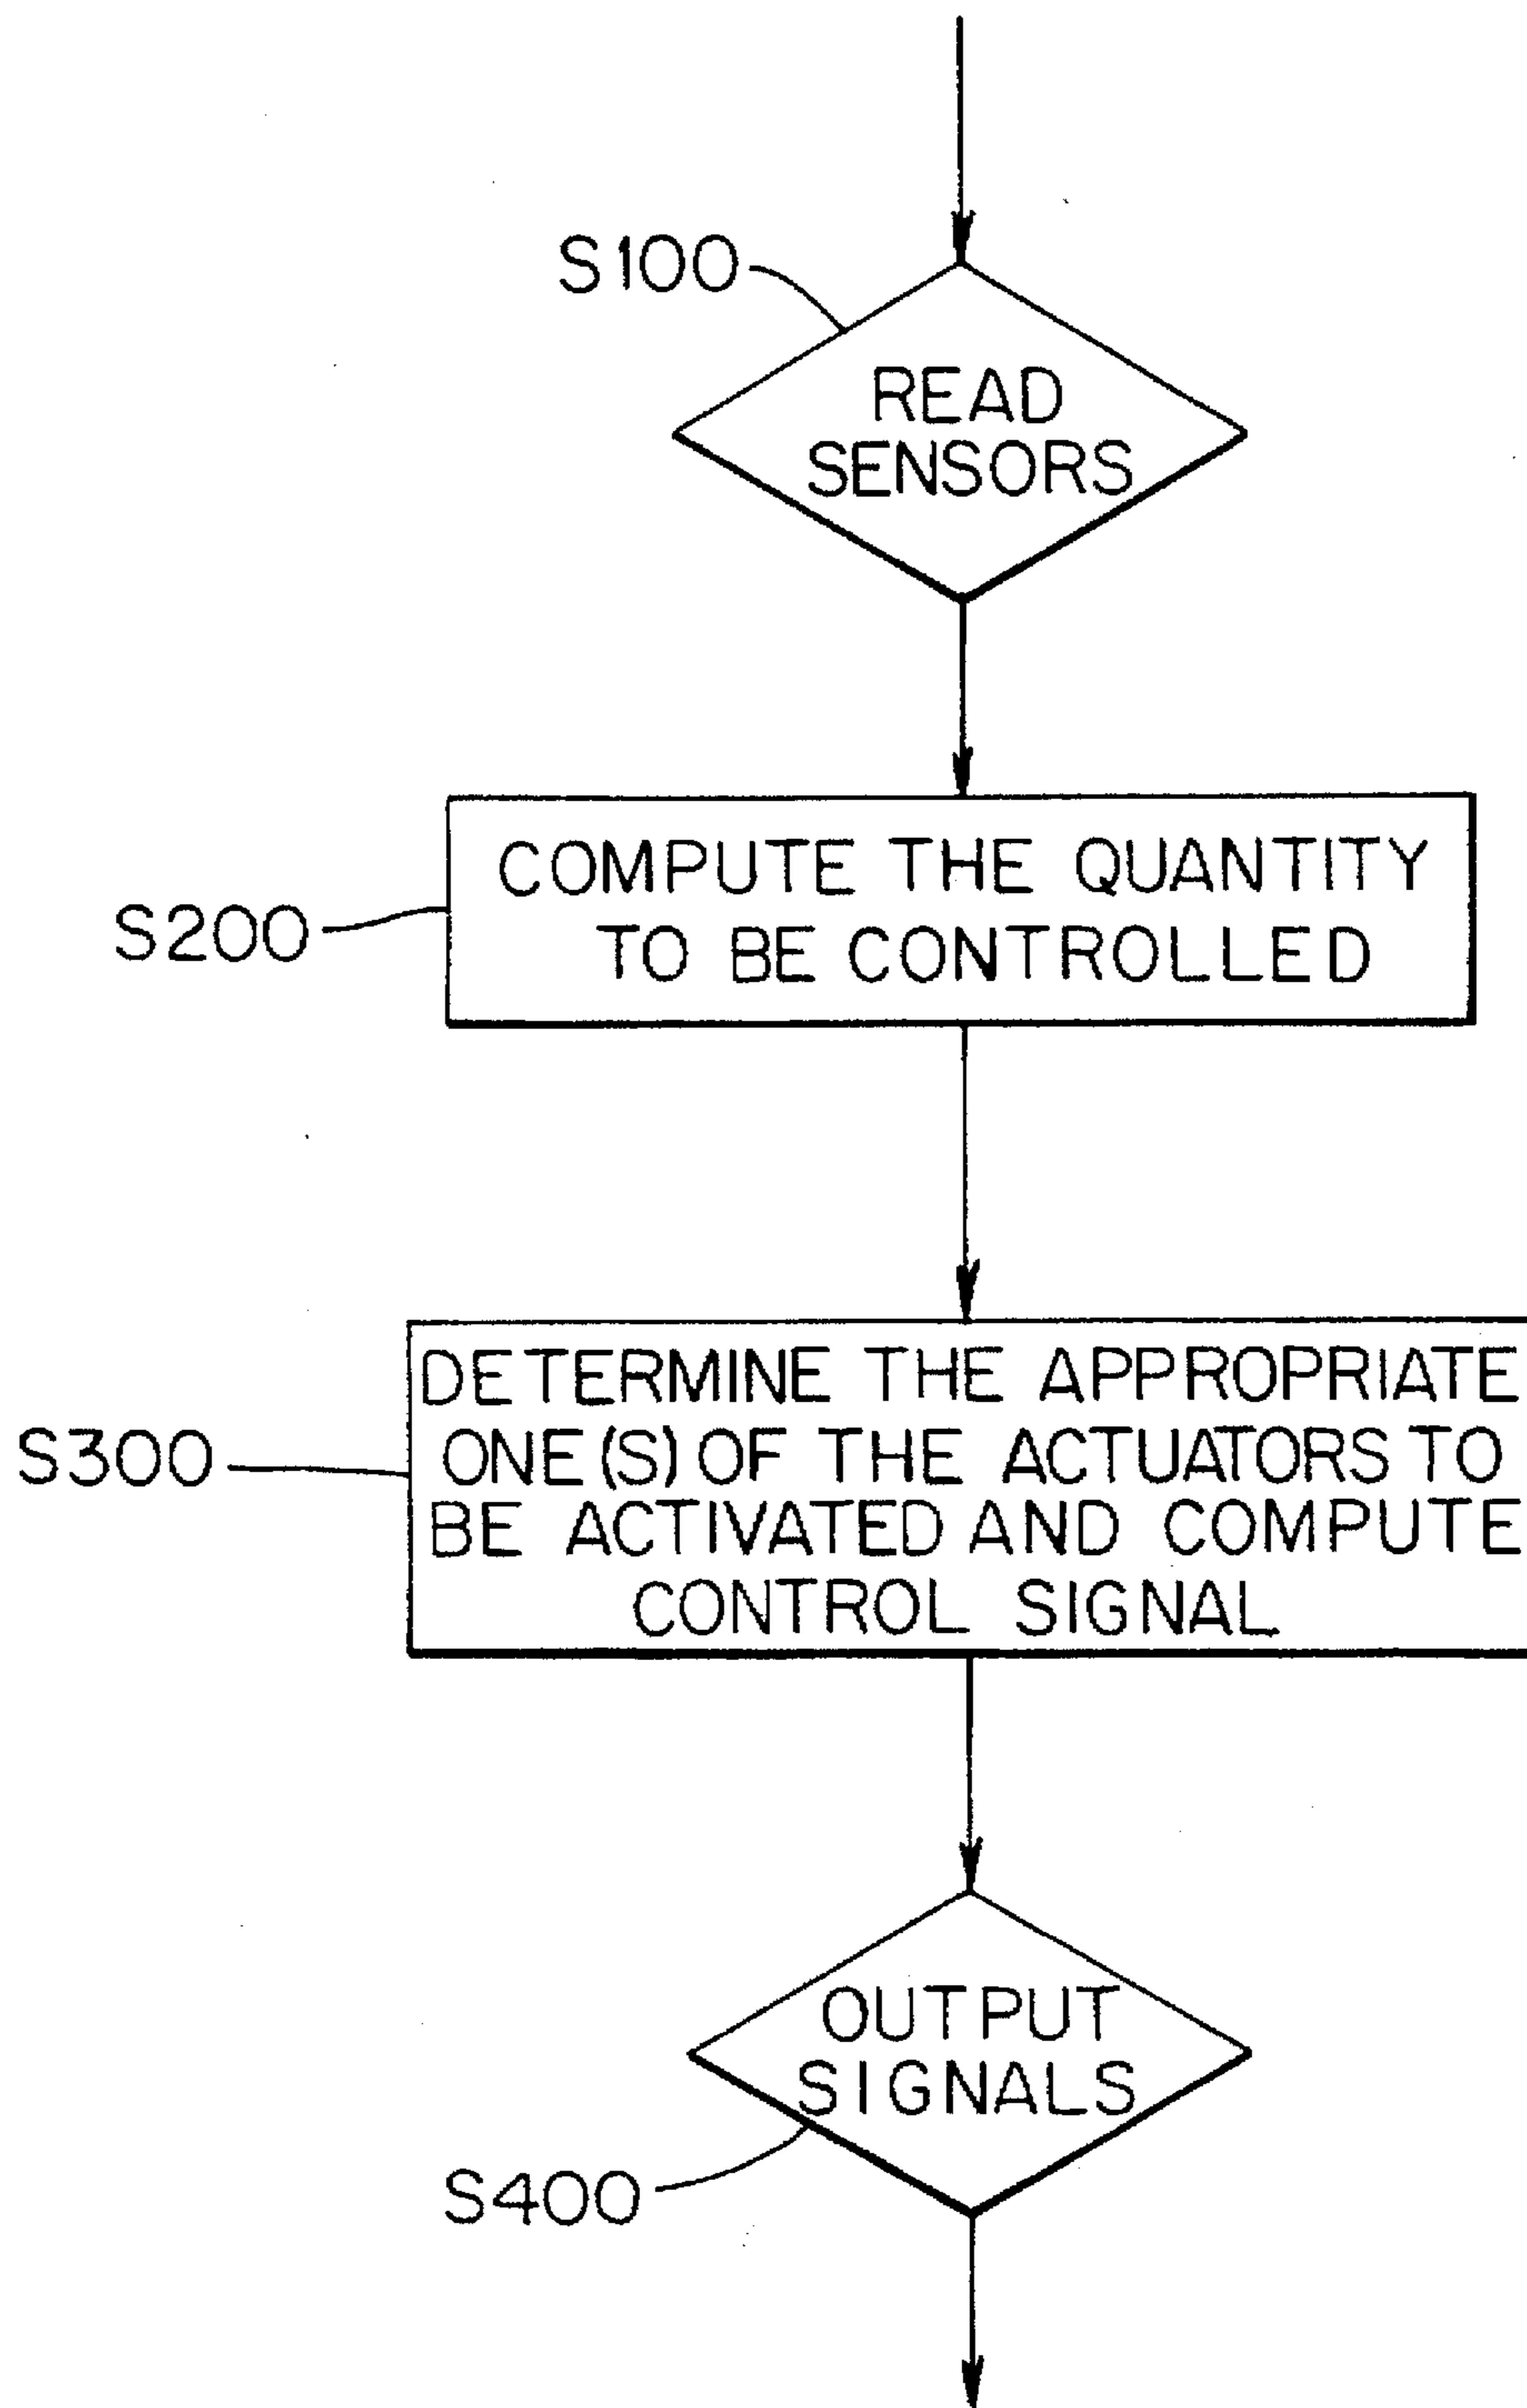 S100
READ
SENSORS
COMPUTE THE QUANTITY
TO BE CONTROLLED
S200
DETERMINE THE APPROPRIATE
ONE(S) OF THE ACTUATORS TO
BE ACTIVATED AND COMPUTE
CONTROL SIGNAL
S300
OUTPUT
SIGNALS
S400